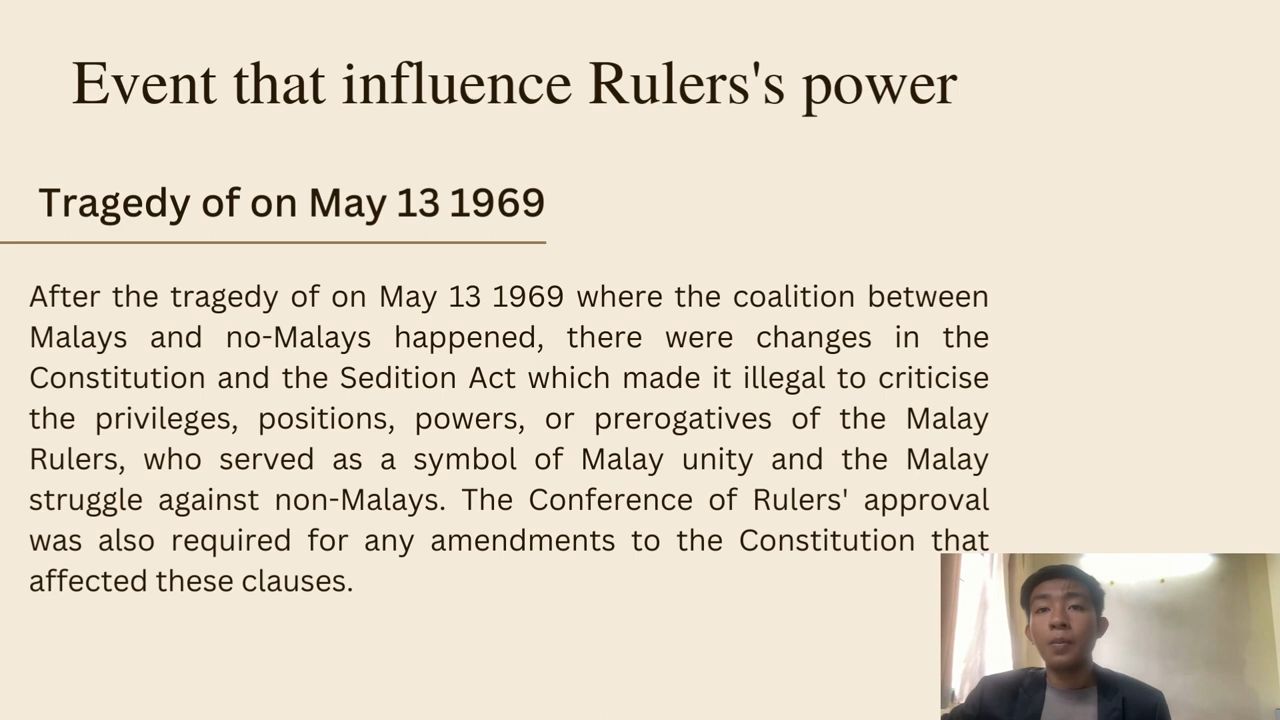 Event that influence Rulers's power
Tragedy of on May 13 1969
After the tragedy of on May 13 1969 where the coalition between
Malays and no-Malays happened, there were changes in the
Constitution and the Sedition Act which made it illegal to criticise
the privileges, positions, powers, or prerogatives of the Malay
Rulers, who served as a symbol of Malay unity and the Malay
struggle against non-Malays. The Conference of Rulers' approval
was also required for any amendments to the Constitution that
affected these clauses.